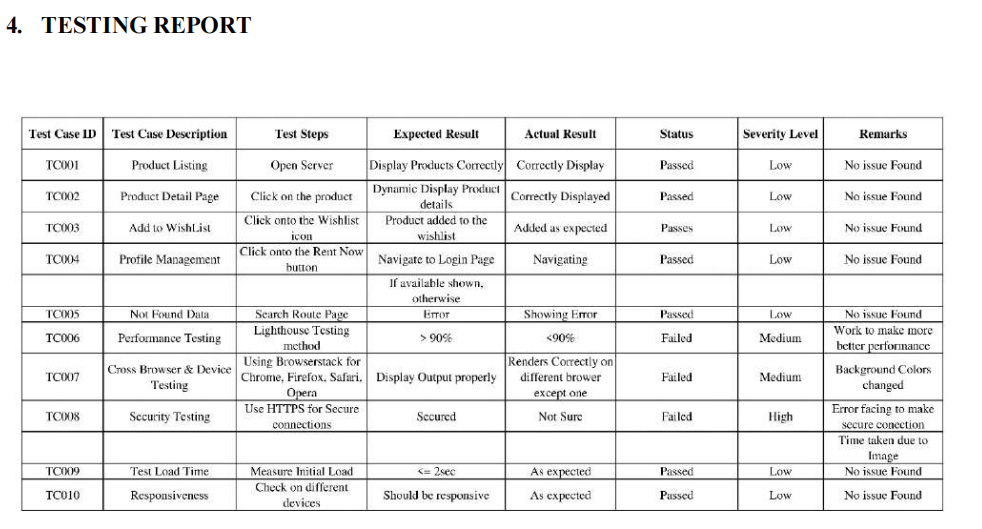 4. TESTING REPORT
Test Case ID Test Case Description Test Steps Expected Result Actual Result Status Severity Level Remarks
TC001 Product Listing Open Server Display Products Correctly Correctly Display Passed Low No issue Found
TC002 Product Detail Page Click on the product Dynamic Display Product details Correctly Displayed Passed Low No issue Found
TC003 Add to WishList Click onto the Wishlist icon Product added to the wishlist Added as expected Passes Low No issue Found
TC004 Profile Management Click onto the Rent Now button Navigate to Login Page Navigating Passed Low No issue Found
If available shown, otherwise
TC005 Not Found Data Search Route Page Error Showing Error Passed Low No issue Found
TC006 Performance Testing Lighthouse Testing method > 90% <90% Failed Medium Work to make more better performance
TC007 Cross Browser & Device Testing Using Browserstack for Chrome, Firefox, Safari, Opera Display Output properly Renders Correctly on different brower except one Failed Medium Background Colors changed
TC008 Security Testing Use HTTPS for Secure connections Secured Not Sure Failed High Error facing to make secure conection
Time taken due to Image
TC009 Test Load Time Measure Initial Load <= 2sec As expected Passed Low No issue Found
TC010 Responsiveness Check on different devices Should be responsive As expected Passed Low No issue Found